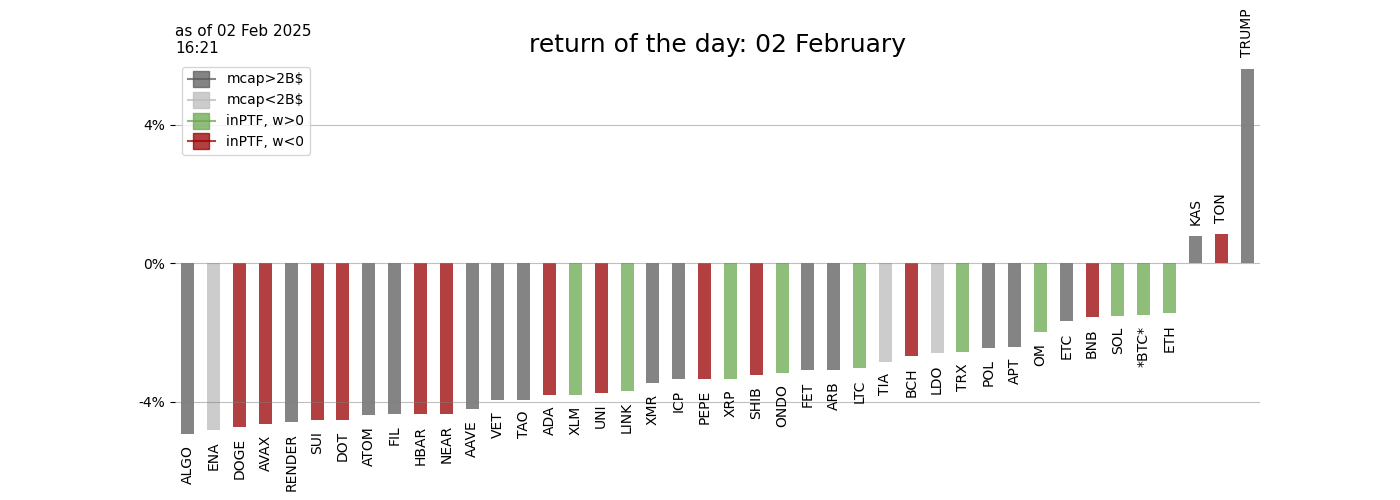 as of 02 Feb 2025
16:21
return of the day: 02 February
mcap>2B$
mcap<2B$
inPTF, w>0
inPTF, w<0
4%
0%
-4%
ALGO
ENA
DOGE
AVAX
RENDER
SUI
DOT
ATOM
FIL
HBAR
NEAR
AAVE
VET
TAO
ADA
XLM
UNI
LINK
XMR
ICP
PEPE
XRP
SHIB
ONDO
FET
ARB
LTC
TIA
BCH
LDO
TRX
POL
APT
OM
ETC
BNB
SOL
*BTC*
ETH
KAS
TON
TRUMP